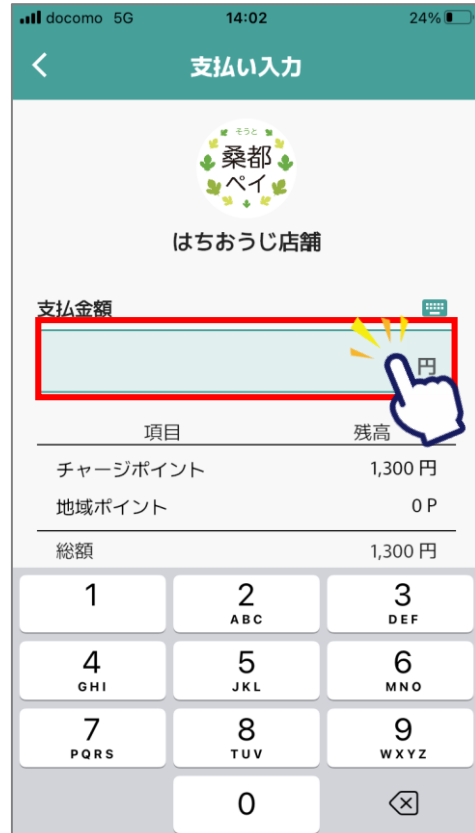 docomo 5G 14:02 24%
支払い入力
そうと
桑都
ペイ
はちおうじ店舗
支払金額
円
項目 残高
チャージポイント 1,300 円
地域ポイント 0 P
総額 1,300 円
1 2 3
ABC DEF
4 5 6
GHI JKL MNO
7 8 9
PQRS TUV WXYZ
0